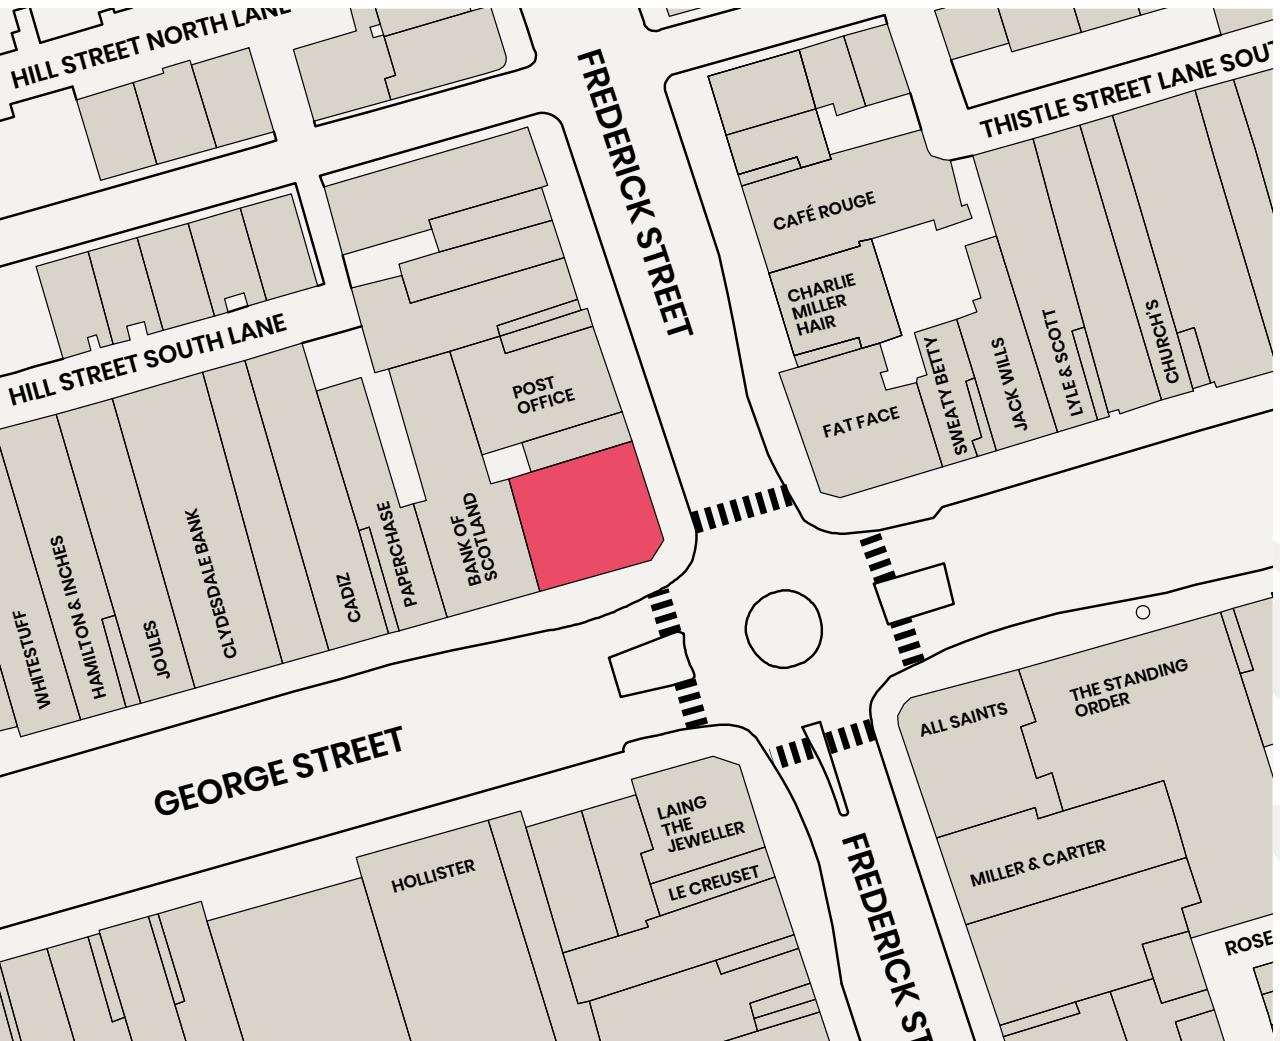 HILL STREET NORTH LANE
FREDERICK STREET
THISTLE STREET LANE SOUT
CAFÉ ROUGE
CHARLIE
MILLER
HAIR
HILL STREET SOUTH LANE
POST
OFFICE
FAT FACE
SWEATY BETTY
JACK WILLS
LYLE & SCOTT
CHURCH'S
WHITESTUFF
HAMILTON & INCHES
JOULES
CLYDESDALE BANK
CADIZ
PAPERCHASE
BANK OF
SCOTLAND
ALL SAINTS
THE STANDING
ORDER
GEORGE STREET
LAING
THE
JEWELLER
LE CREUSET
HOLLISTER
MILLER & CARTER
FREDERICK ST
ROSE